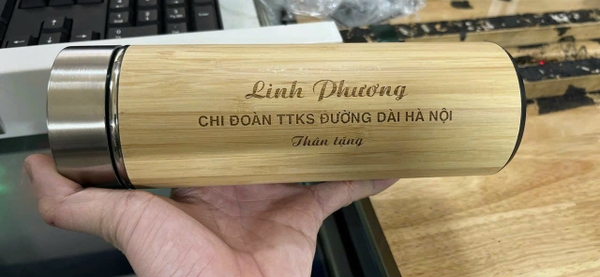 Linh Phương
CHI ĐOÀN TTKS ĐƯỜNG DÀI HÀ NỘI
Thân tặng